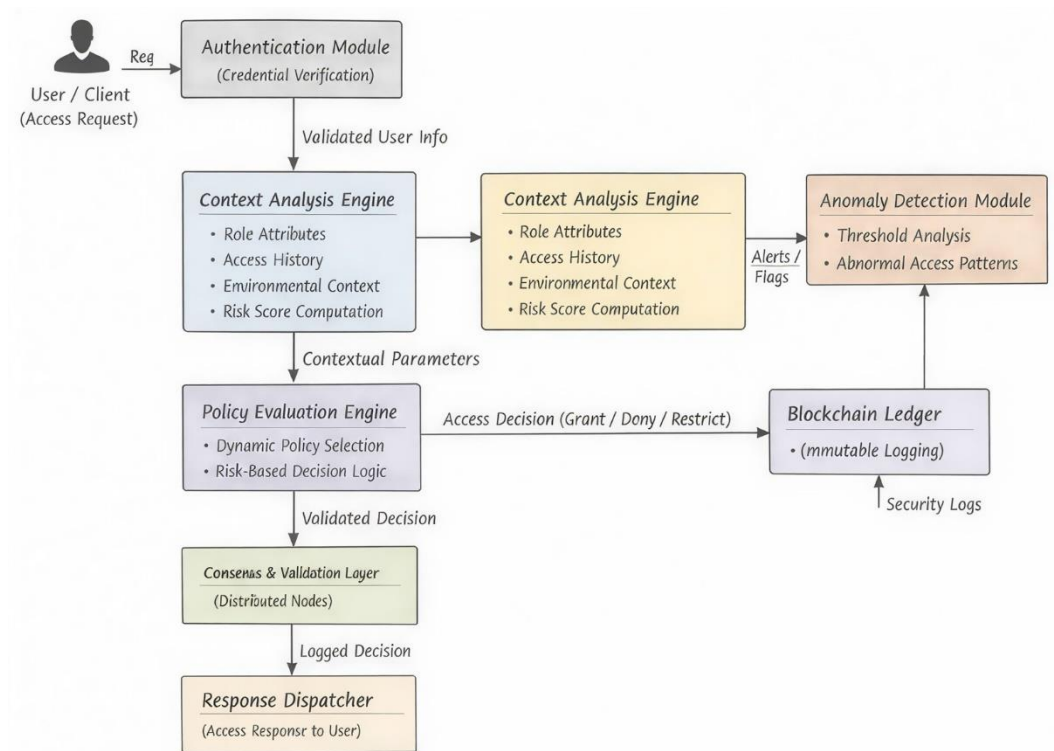 Req
User / Client
(Access Request)
Authentication Module
(Credential Verification)
Validated User Info
Context Analysis Engine
• Role Attributes
• Access History
• Environmental Context
• Risk Score Computation
Context Analysis Engine
• Role Attributes
• Access History
• Environmental Context
• Risk Score Computation
Alerts /
Flags
Anomaly Detection Module
• Threshold Analysis
• Abnormal Access Patterns
Contextual Parameters
Policy Evaluation Engine
• Dynamic Policy Selection
• Risk-Based Decision Logic
Access Decision (Grant / Dony / Restrict)
Blockchain Ledger
• (mmutable Logging)
Security Logs
Validated Decision
& Validation Layer
(Distributed Nodes)
Logged Decision
Response Dispatcher
(Access Response to User)